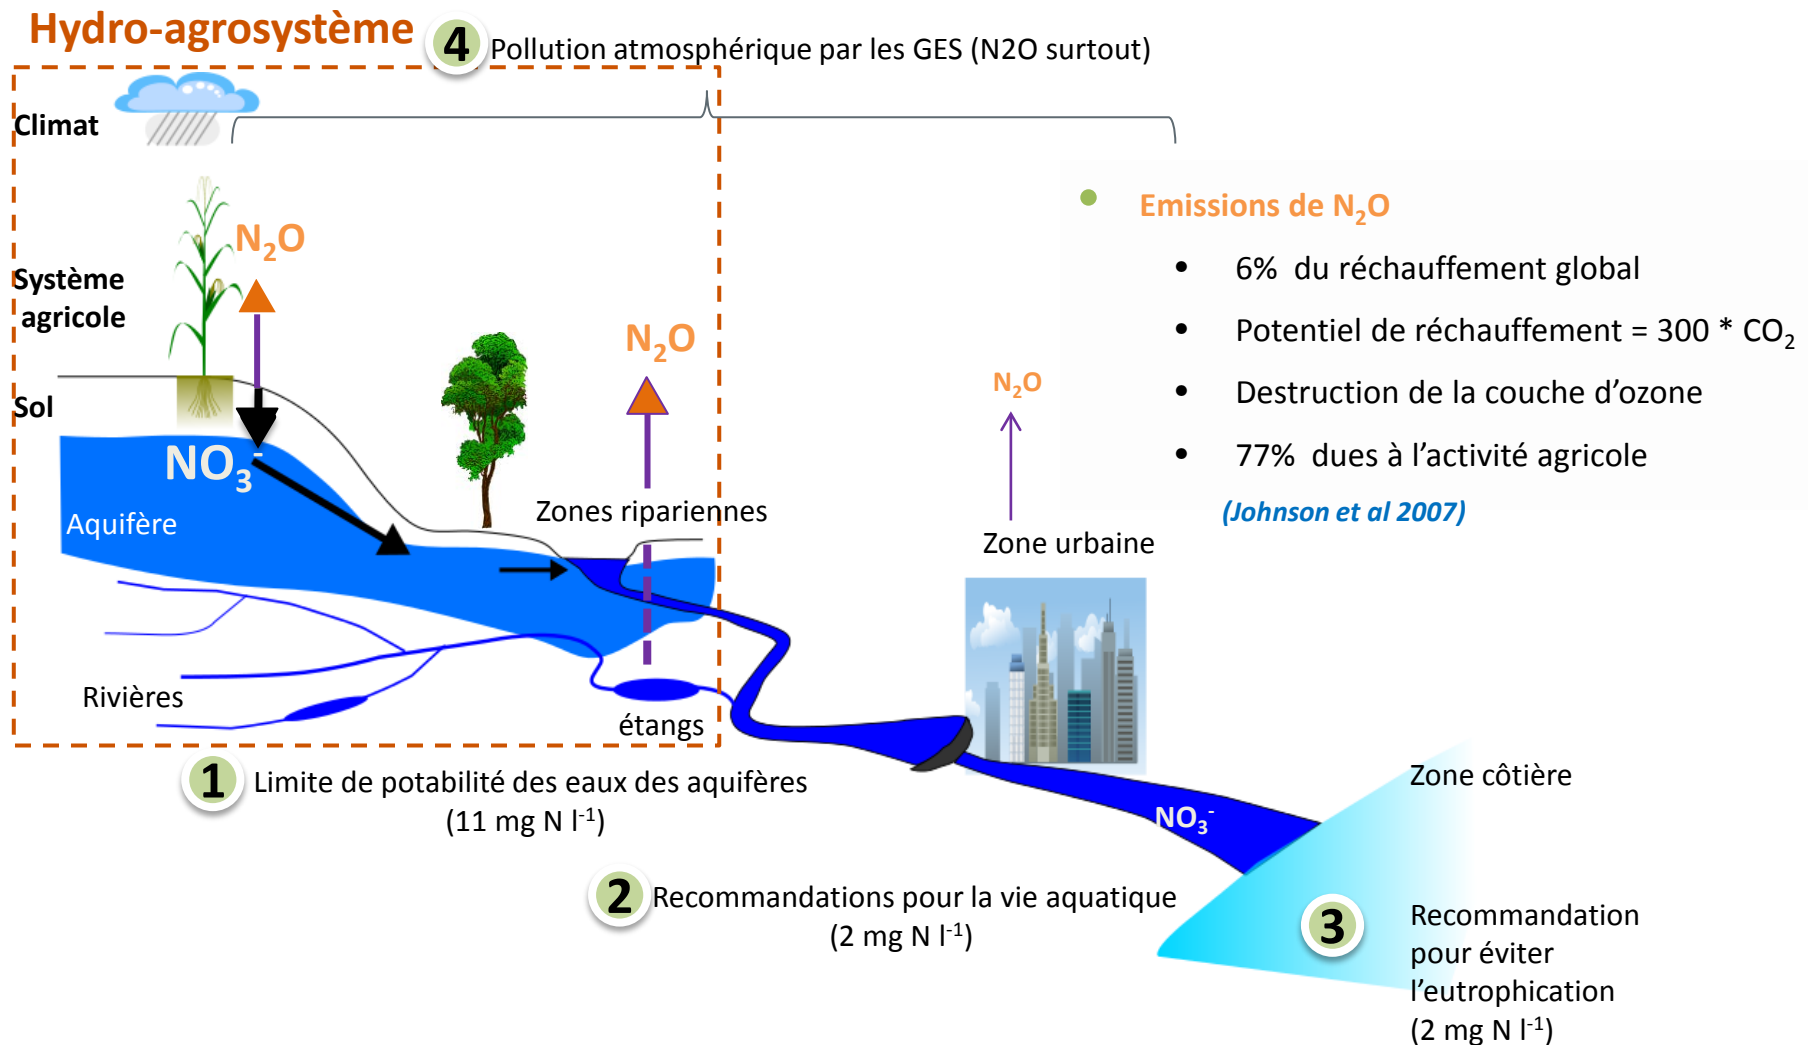 Hydro-agrosystème
4 Pollution atmosphérique par les GES (N2O surtout)
Climat
N₂O
Système
agricole
Sol
NO₃⁻
Aquifère
N₂O
Zones ripariennes
Rivières
étangs
N₂O
Zone urbaine
• Emissions de N₂O
• 6% du réchauffement global
• Potentiel de réchauffement = 300 * CO₂
• Destruction de la couche d’ozone
• 77% dues à l’activité agricole
(Johnson et al 2007)
1 Limite de potabilité des eaux des aquifères
(11 mg N l⁻¹)
NO₃⁻
Zone côtière
2 Recommandations pour la vie aquatique
(2 mg N l⁻¹)
3 Recommandation
pour éviter
l’eutrophication
(2 mg N l⁻¹)